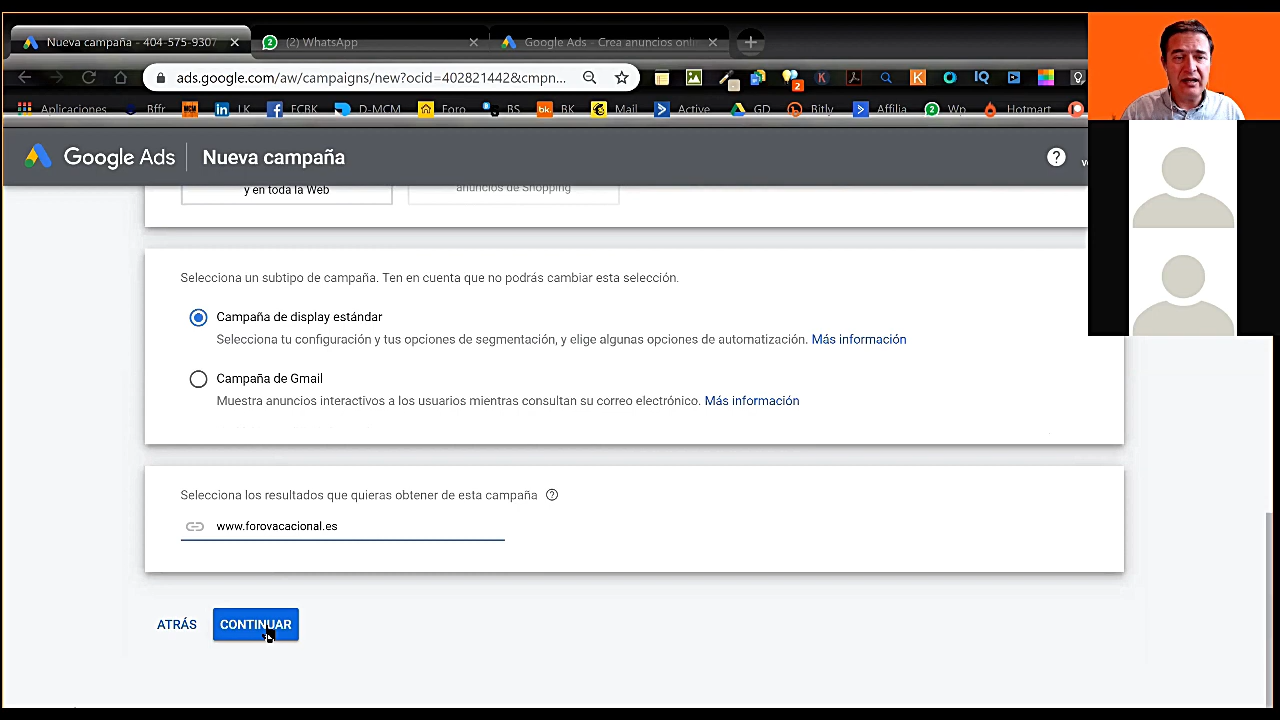 Nueva campaña - 404-575-9307
(2) WhatsApp
Google Ads - Crea anuncios onli
ads.google.com/aw/campaigns/new?ocid=402821442&cmpn...
Aplicaciones Bffr LK FCBK D-MCM Foro BS bk BK Mail Active GD Bitly Affilia Wp Hotmart
Google Ads Nueva campaña
y en toda la Web
anuncios de Shopping
Selecciona un subtipo de campaña. Ten en cuenta que no podrás cambiar esta selección.
Campaña de display estándar
Selecciona tu configuración y tus opciones de segmentación, y elige algunas opciones de automatización. Más información
Campaña de Gmail
Muestra anuncios interactivos a los usuarios mientras consultan su correo electrónico. Más información
Selecciona los resultados que quieras obtener de esta campaña
www.forovacacional.es
ATRÁS CONTINUAR